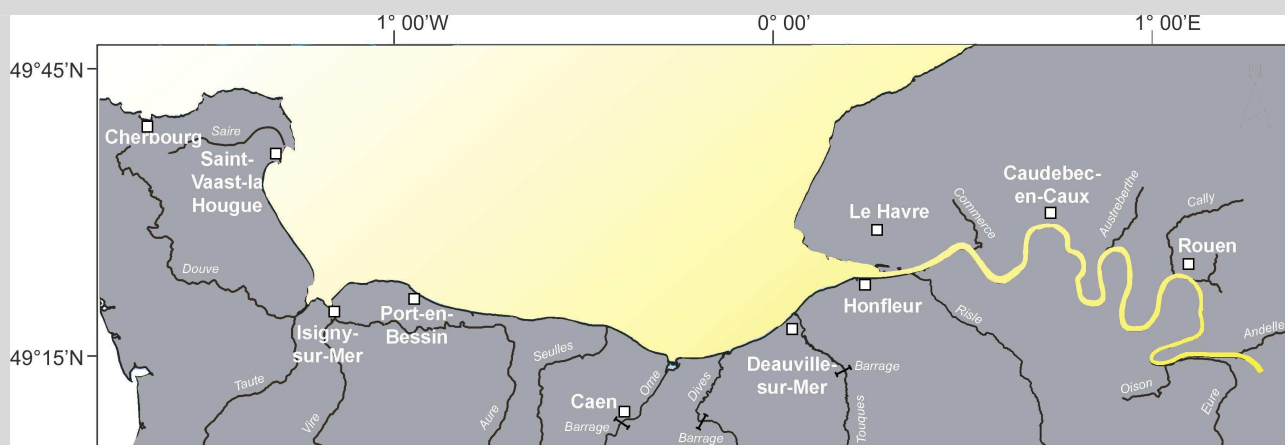 1° 00'W
0° 00'
1° 00'E
49°45'N
49°15'N
Cherbourg
Saire
Saint-
Vaast-la
Hougue
Douve
Isigny-
sur-Mer
Port-en-
Bessin
Taute
Vire
Aure
Seulles
Caen
Barrage
Orne
Dives
Barrage
Deauville-
sur-Mer
Barrage
Touques
Honfleur
Le Havre
Risle
Commerce
Caudebec-
en-Caux
Austreberthe
Cally
Rouen
Andelle
Oison
Eure